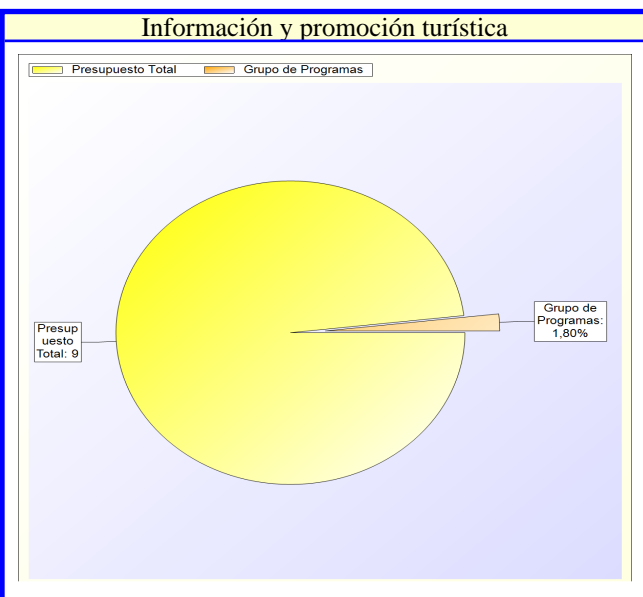 Información y promoción turística
Presupuesto Total
Grupo de Programas
Presup
uesto
Total: 9
Grupo de
Programas:
1,80%